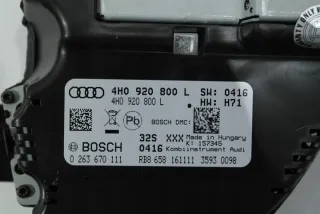 4H0 920 800 L SW: 0416
4H0 920 800 L HW: H71
BOSCH DMC:
Pb
32S XXX Made in Hungary
K: 157345
BOSCH 0416 Kombiinstrument Audi
0 263 670 111 RB8 658 161111 3593 0098